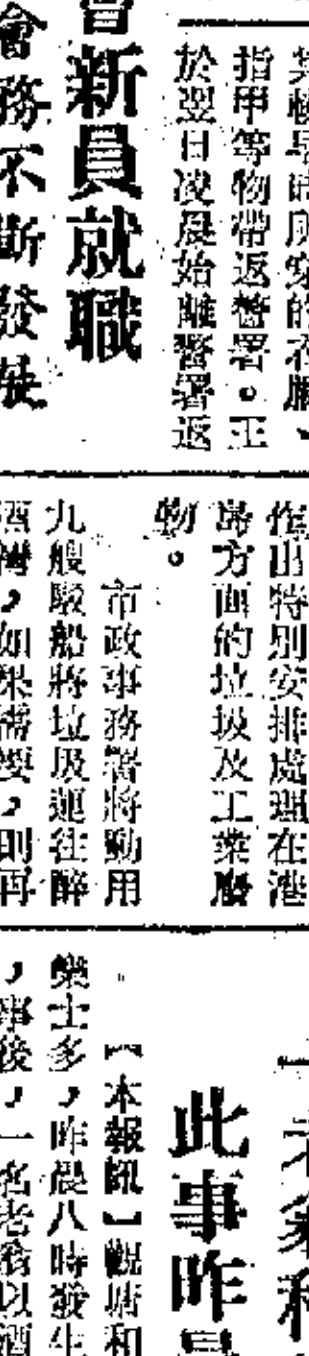 指甲等物帶返警署。王
於翌日凌晨始離警署返
新員就職
會務不斷發展
作出特別安排處理在港
島方面的垃圾及工業廢
物。
市政事務署將動用
九艘駁船將垃圾運往醉
酒灣,如果需要,則再
此事昨
【本報訊】觀塘和
樂士多,昨晨八時發生
,事後,一名老翁以酒